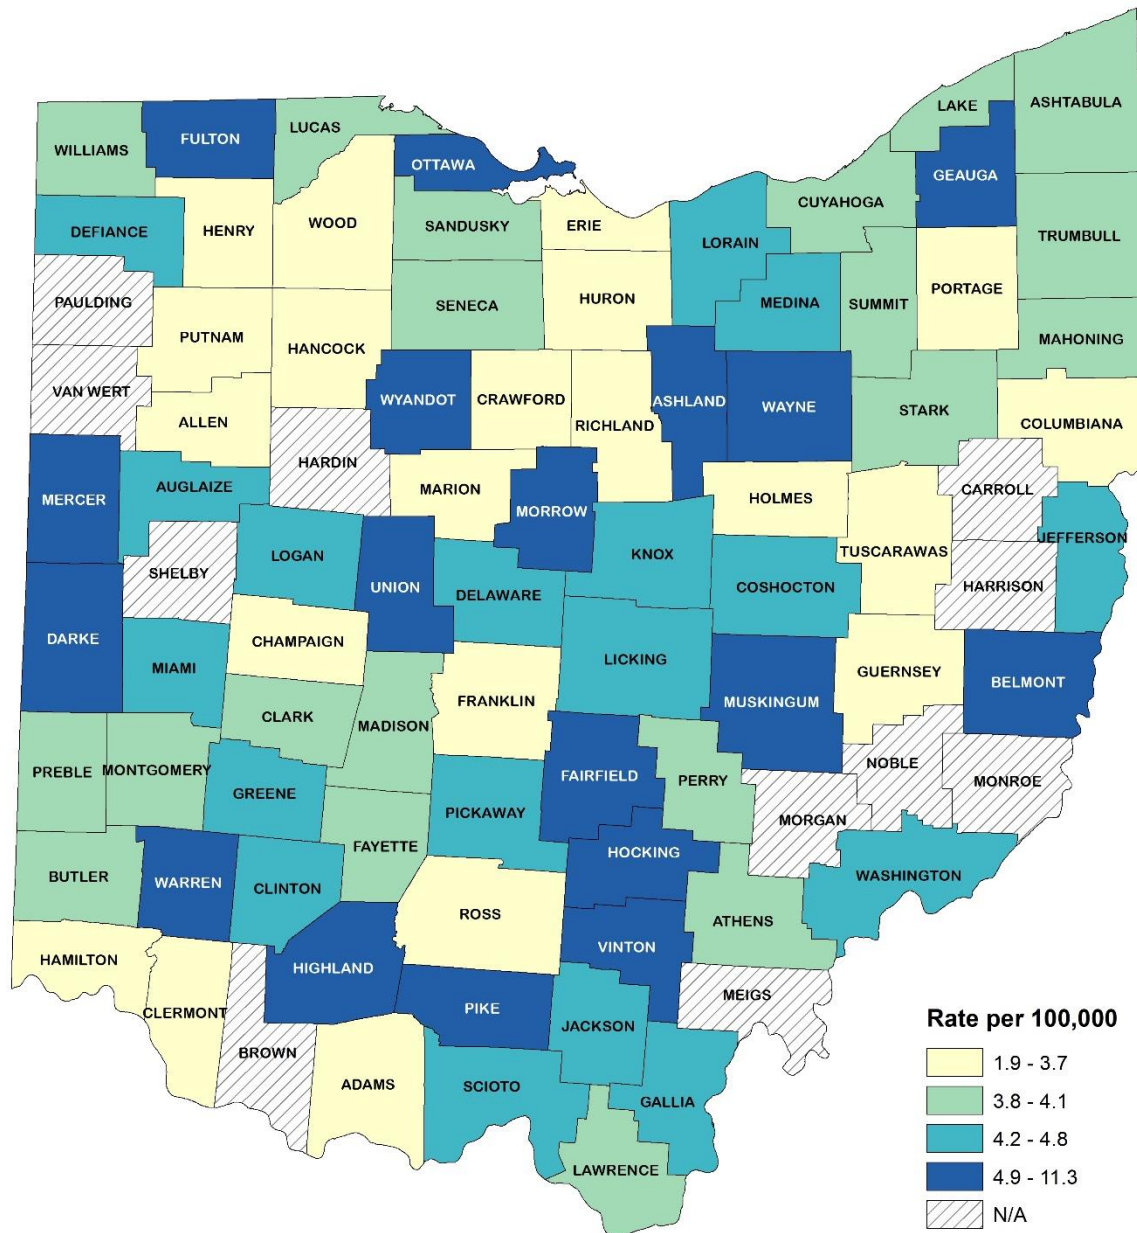 LAKE
ASHTABULA
LUCAS
FULTON
WILLIAMS
OTTAWA
GEAUGA
CUYAHOGA
SANDUSKY
ERIE
WOOD
HENRY
DEFIANCE
LORAIN
TRUMBULL
MEDINA
SUMMIT
PORTAGE
PAULDING
SENECA
HURON
PUTNAM
HANCOCK
MAHONING
VAN WERT
WYANDOT
CRAWFORD
ASHLAND
WAYNE
STARK
ALLEN
RICHLAND
COLUMBIANA
HARDIN
MERCER
AUGLAIZE
MARION
MORROW
HOLMES
CARROLL
LOGAN
KNOX
TUSCARAWAS
JEFFERSON
SHELBY
UNION
DELAWARE
COSHOCTON
HARRISON
DARKE
CHAMPAIGN
MIAMI
LICKING
GUERNSEY
BELMONT
FRANKLIN
MUSKINGUM
CLARK
MADISON
PREBLE
MONTGOMERY
FAIRFIELD
PERRY
NOBLE
MONROE
GREENE
PICKAWAY
MORGAN
FAYETTE
HOCKING
BUTLER
WARREN
CLINTON
WASHINGTON
ROSS
ATHENS
HAMILTON
HIGHLAND
VINTON
MEIGS
CLERMONT
PIKE
JACKSON
BROWN
ADAMS
SCIOTO
GALLIA
LAWRENCE
Rate per 100,000
1.9 - 3.7
3.8 - 4.1
4.2 - 4.8
4.9 - 11.3
N/A